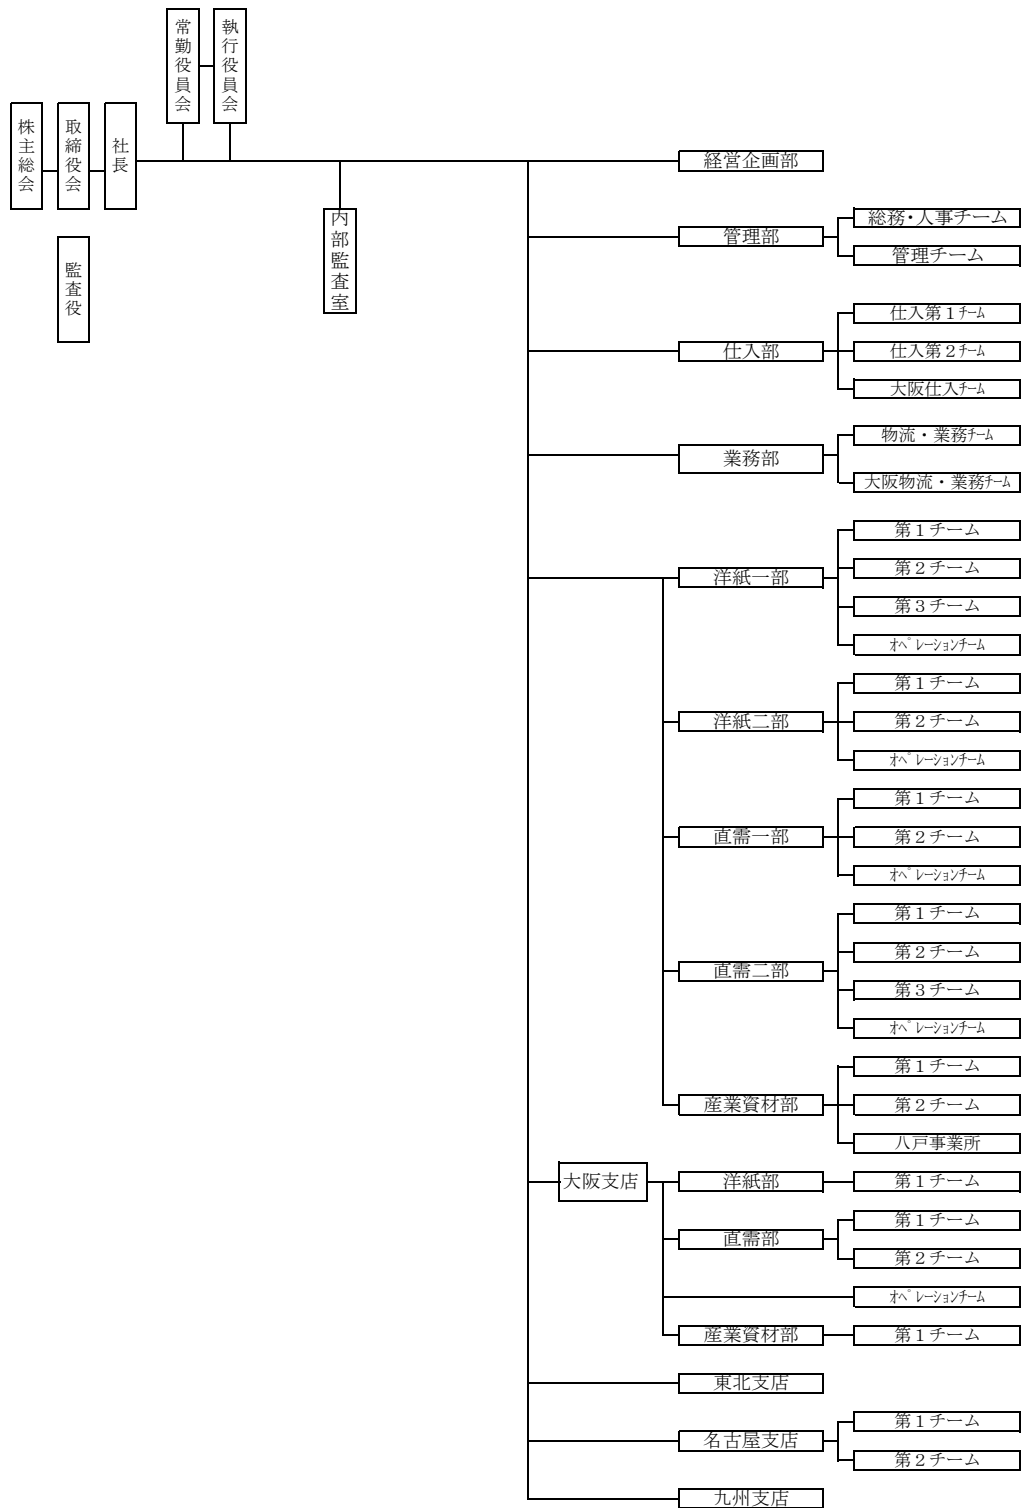 常勤役員会
執行役員会
株主総会
取締役会
社長
監査役
内部監査室
経営企画部
管理部
総務・人事チーム
管理チーム
仕入部
仕入第１ﾁｰﾑ
仕入第２ﾁｰﾑ
大阪仕入ﾁｰﾑ
業務部
物流・業務ﾁｰﾑ
大阪物流・業務ﾁｰﾑ
洋紙一部
第１チーム
第２チーム
第３チーム
ｵﾍﾟﾚｰｼｮﾝﾁｰﾑ
洋紙二部
第１チーム
第２チーム
ｵﾍﾟﾚｰｼｮﾝﾁｰﾑ
直需一部
第１チーム
第２チーム
ｵﾍﾟﾚｰｼｮﾝﾁｰﾑ
直需二部
第１チーム
第２チーム
第３チーム
ｵﾍﾟﾚｰｼｮﾝﾁｰﾑ
産業資材部
第１チーム
第２チーム
八戸事業所
大阪支店
洋紙部
第１チーム
直需部
第１チーム
第２チーム
ｵﾍﾟﾚｰｼｮﾝﾁｰﾑ
産業資材部
第１チーム
東北支店
名古屋支店
第１チーム
第２チーム
九州支店